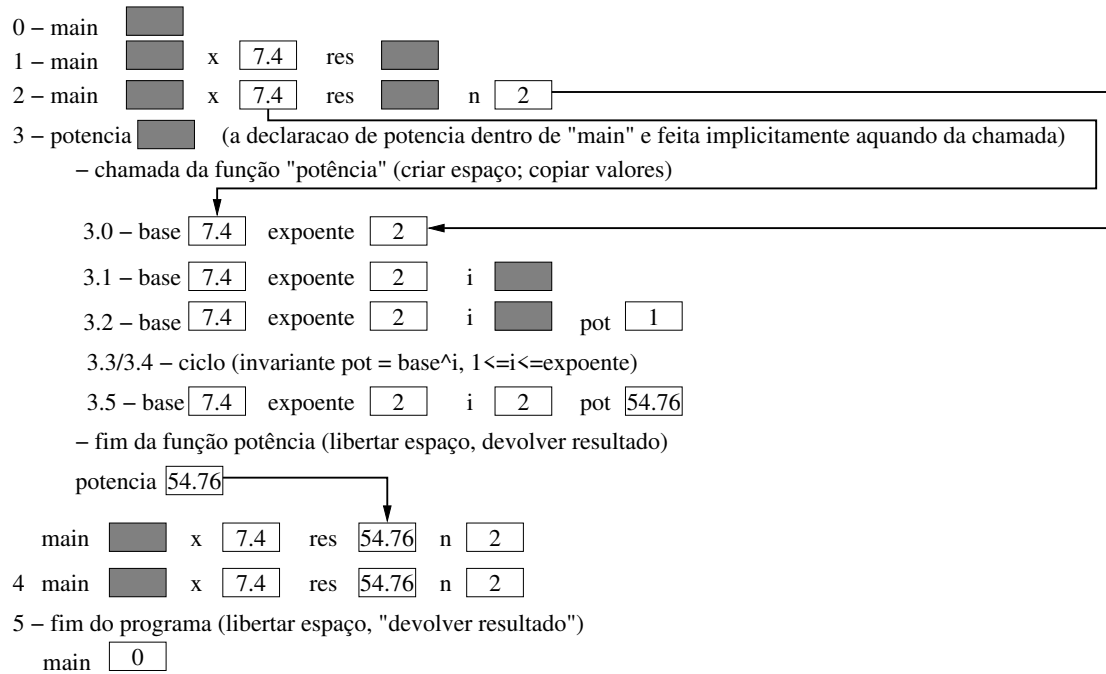 0 – main
1 – main x 7.4 res
2 – main x 7.4 res n 2
3 – potencia (a declaracao de potencia dentro de "main" e feita implicitamente aquando da chamada)
– chamada da função "potência" (criar espaço; copiar valores)
3.0 – base 7.4 expoente 2
3.1 – base 7.4 expoente 2 i
3.2 – base 7.4 expoente 2 i pot 1
3.3/3.4 – ciclo (invariante pot = base^i, 1<=i<=expoente)
3.5 – base 7.4 expoente 2 i 2 pot 54.76
– fim da função potência (libertar espaço, devolver resultado)
potencia 54.76
main x 7.4 res 54.76 n 2
4 main x 7.4 res 54.76 n 2
5 – fim do programa (libertar espaço, "devolver resultado")
main 0